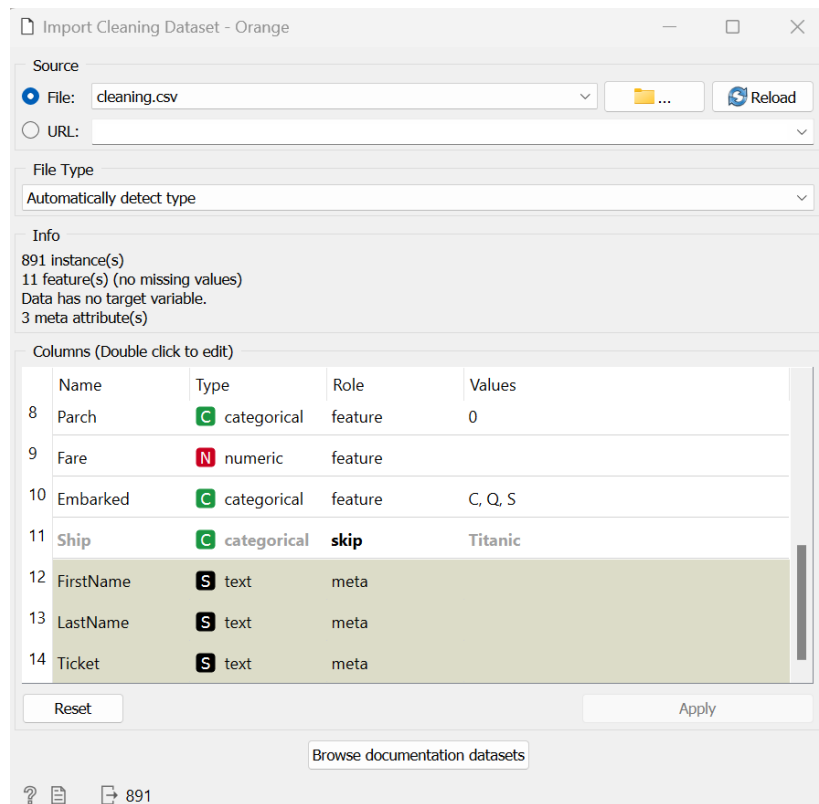 Import Cleaning Dataset - Orange
Source
File: cleaning.csv ... Reload
URL:
File Type
Automatically detect type
Info
891 instance(s)
11 feature(s) (no missing values)
Data has no target variable.
3 meta attribute(s)
Columns (Double click to edit)
Name Type Role Values
8 Parch C categorical feature 0
9 Fare N numeric feature
10 Embarked C categorical feature C, Q, S
11 Ship C categorical skip Titanic
12 FirstName S text meta
13 LastName S text meta
14 Ticket S text meta
Reset Apply
Browse documentation datasets
? 891